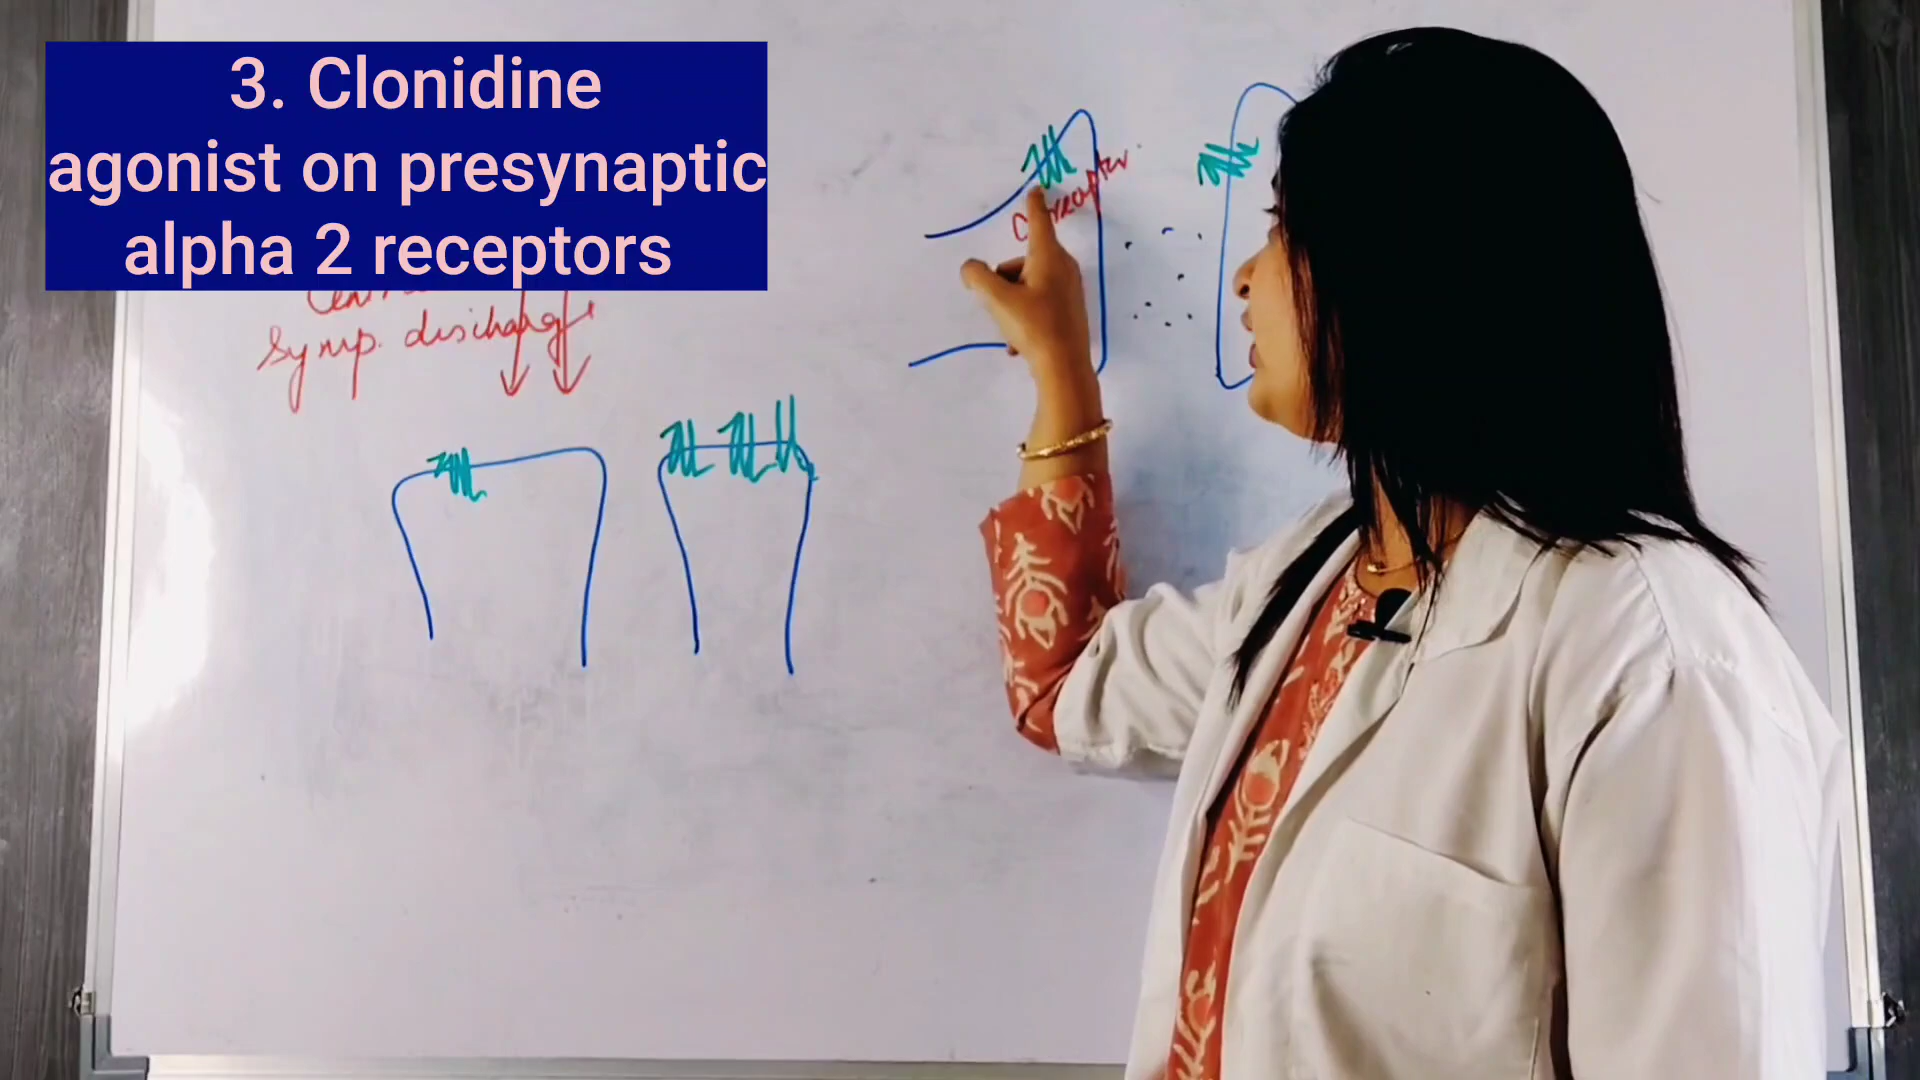 3. Clonidine
agonist on presynaptic
alpha 2 receptors
Symp. discharge